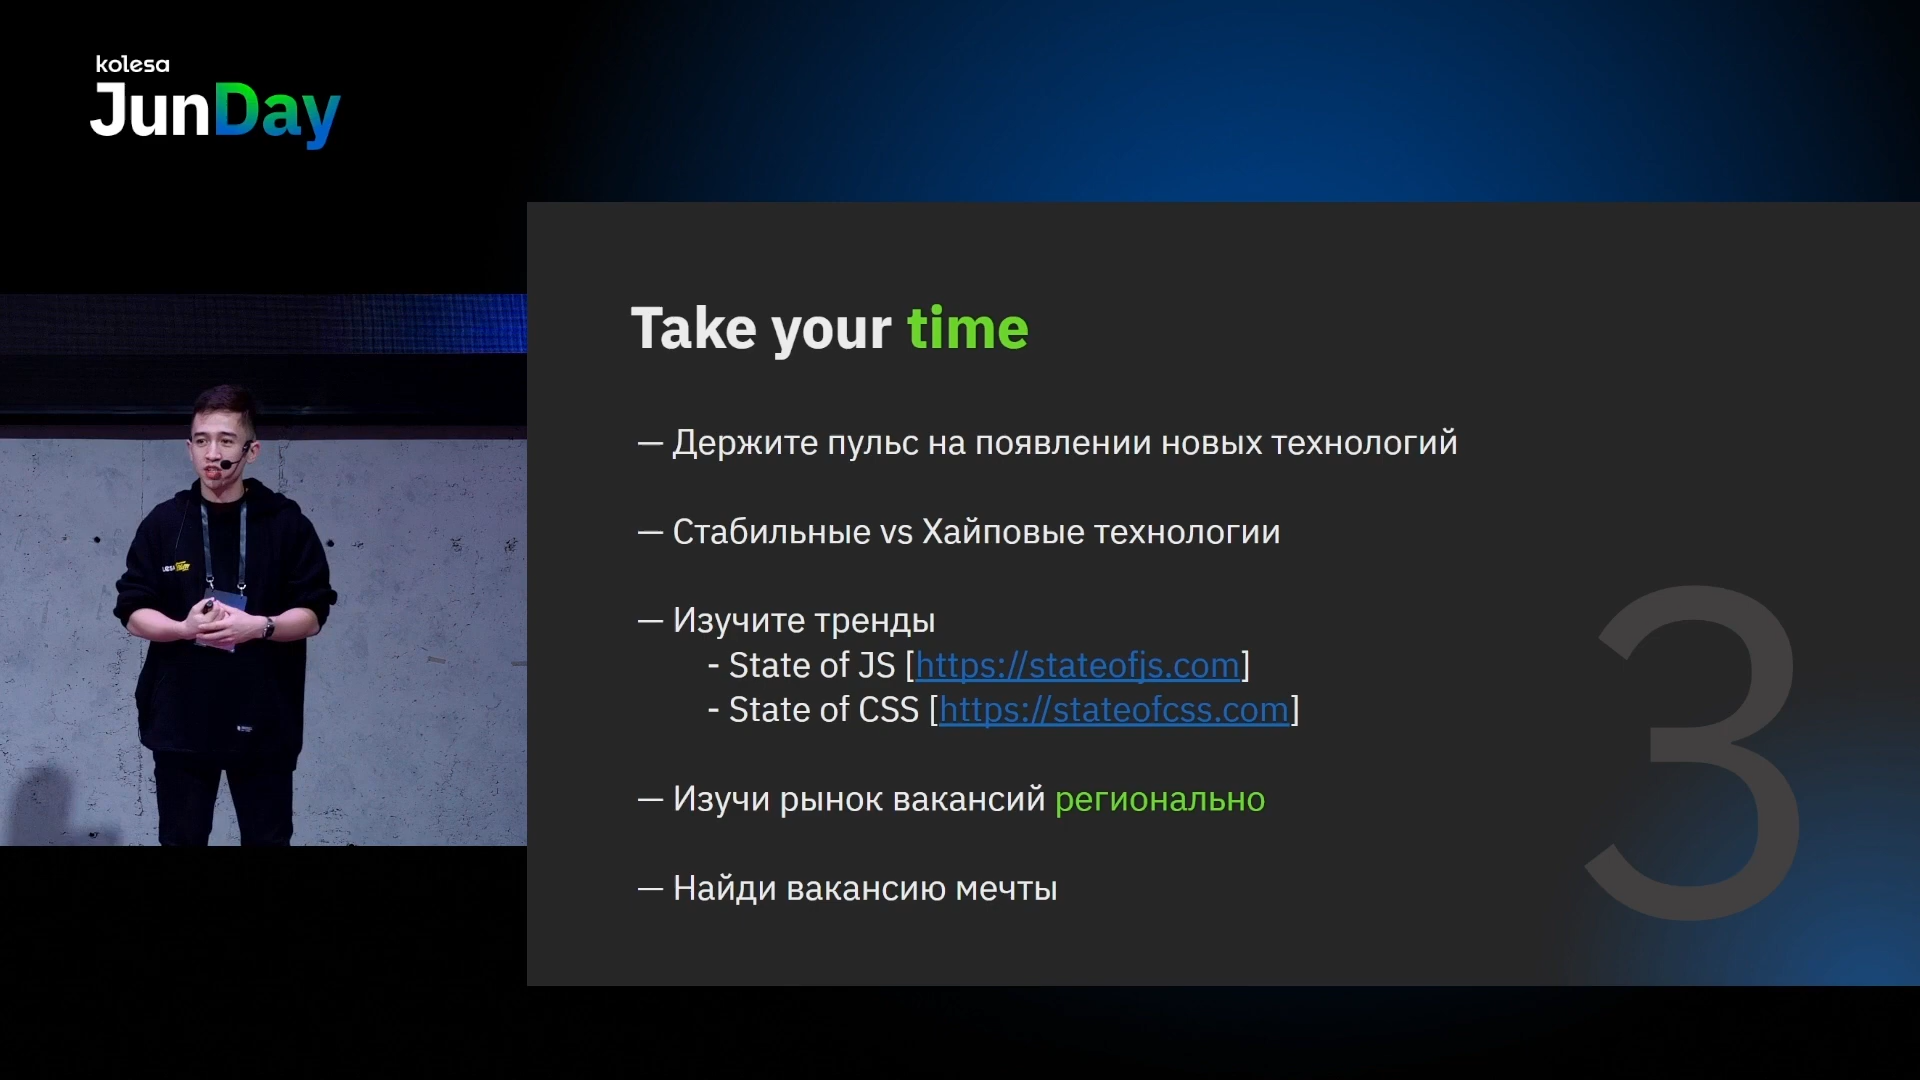 kolesa
JunDay
Take your time
— Держите пульс на появлении новых технологий
— Стабильные vs Хайповые технологии
— Изучите тренды
- State of JS [https://stateofjs.com]
- State of CSS [https://stateofcss.com]
— Изучи рынок вакансий регионально
— Найди вакансию мечты
3